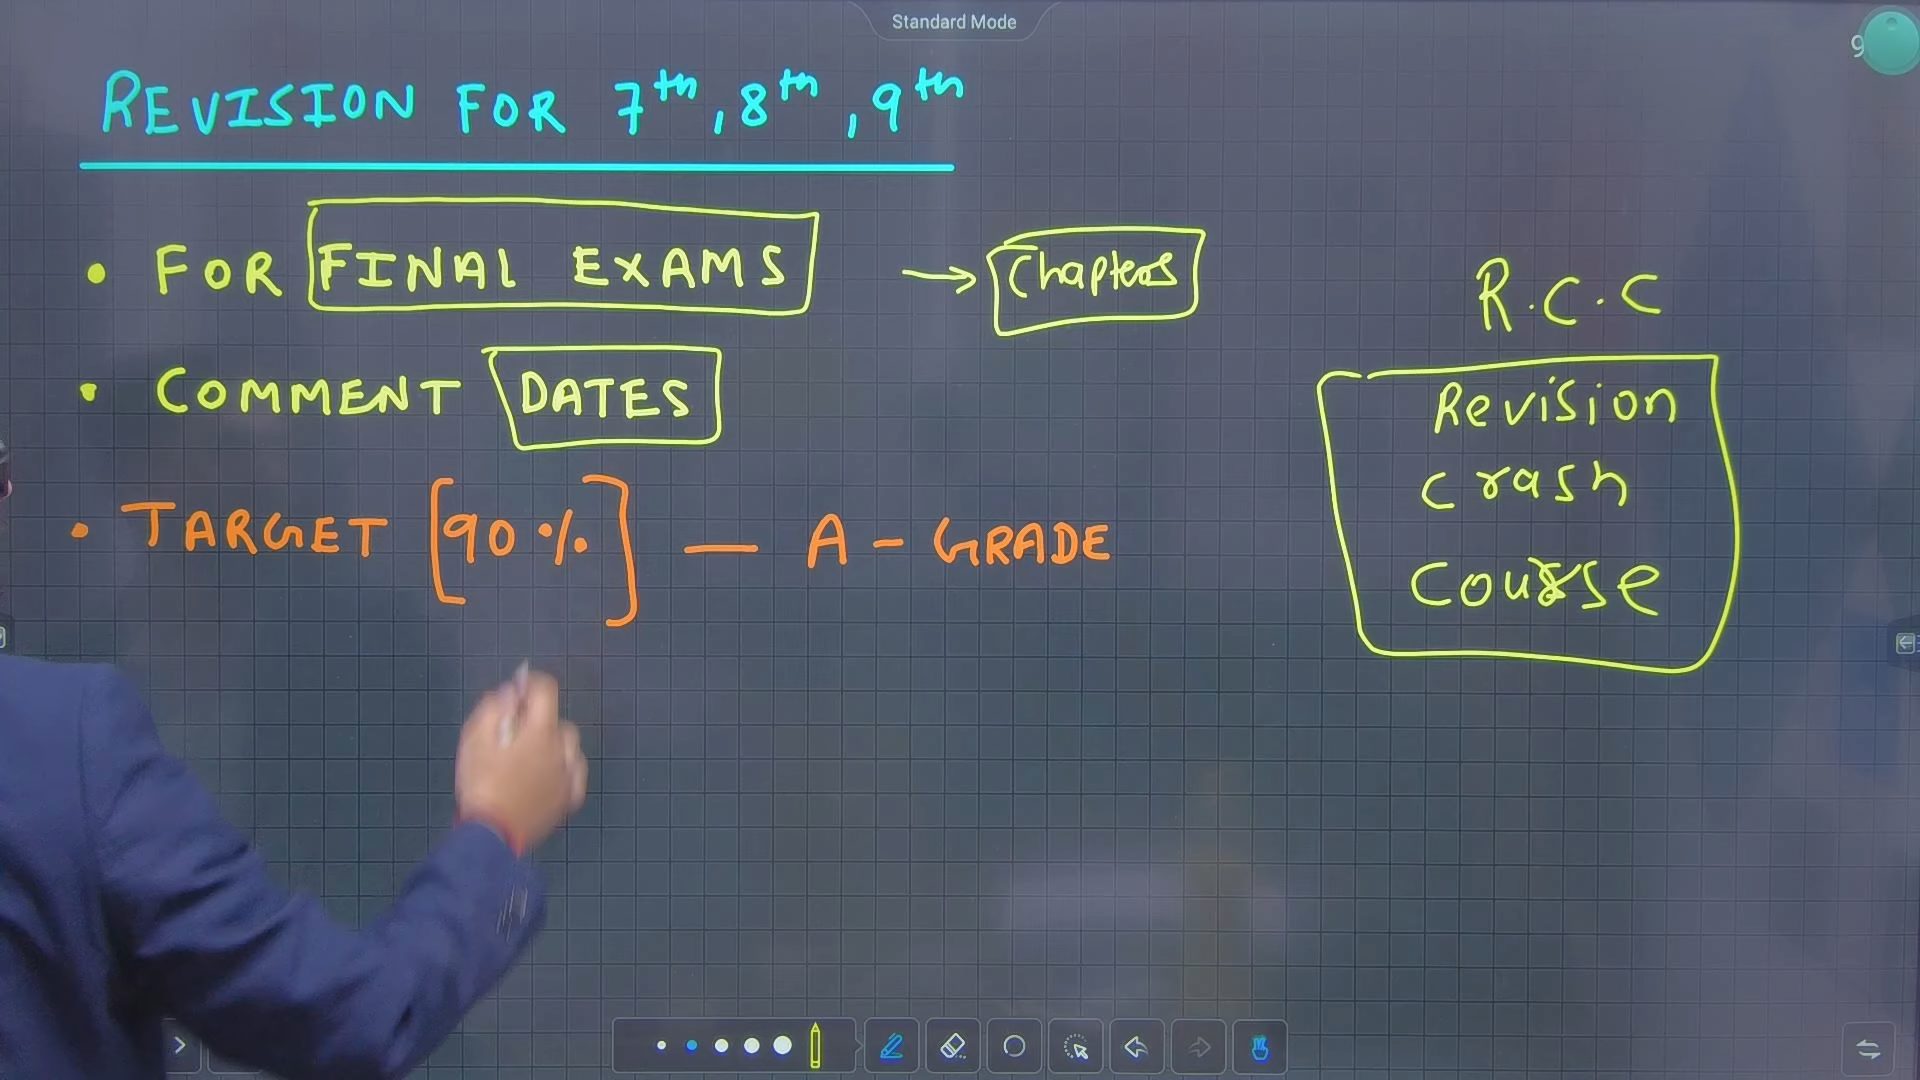 Standard Mode
9
REVISION FOR 7th, 8th, 9th
• FOR FINAL EXAMS → Chapters
• COMMENT DATES
• TARGET [90%] — A - GRADE
R.C.C
Revision
Crash
Course